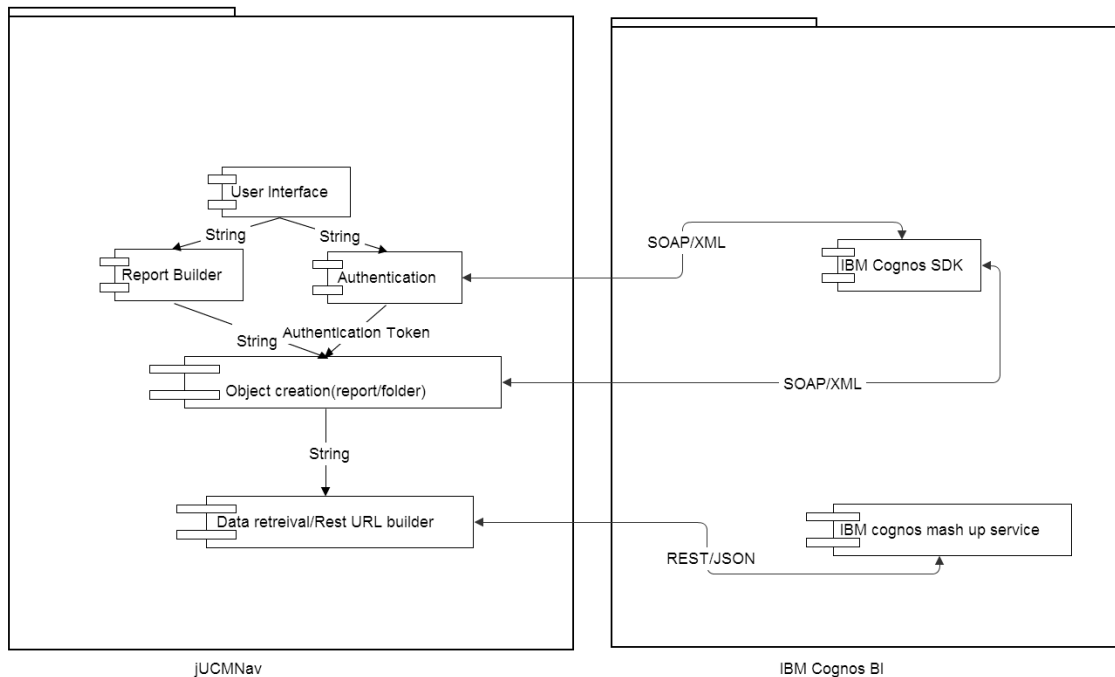 User Interface
String
String
SOAP/XML
Report Builder
Authentication
IBM Cognos SDK
String
Authentication Token
Object creation(report/folder)
SOAP/XML
String
Data retreival/Rest URL builder
IBM cognos mash up service
REST/JSON
jUCMNav
IBM Cognos BI